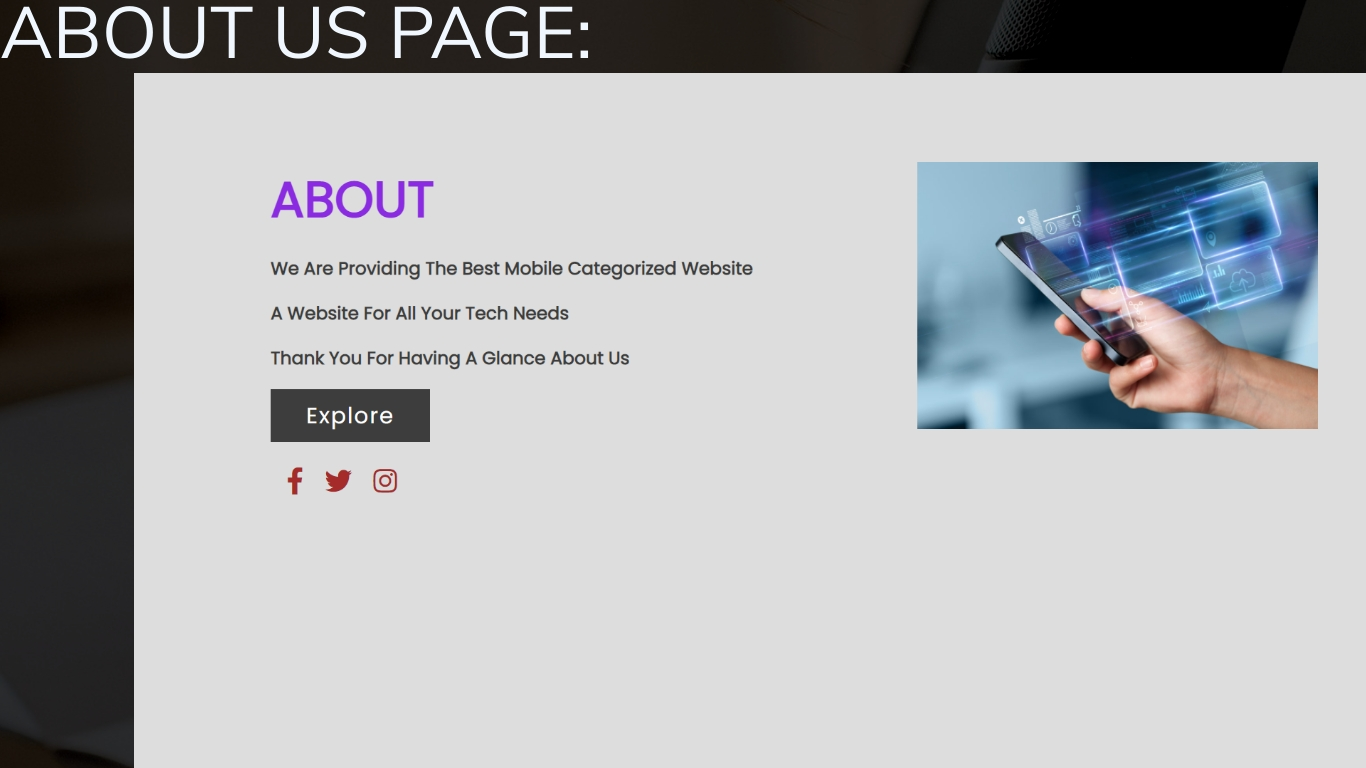 ABOUT US PAGE:
ABOUT
We Are Providing The Best Mobile Categorized Website
A Website For All Your Tech Needs
Thank You For Having A Glance About Us
Explore